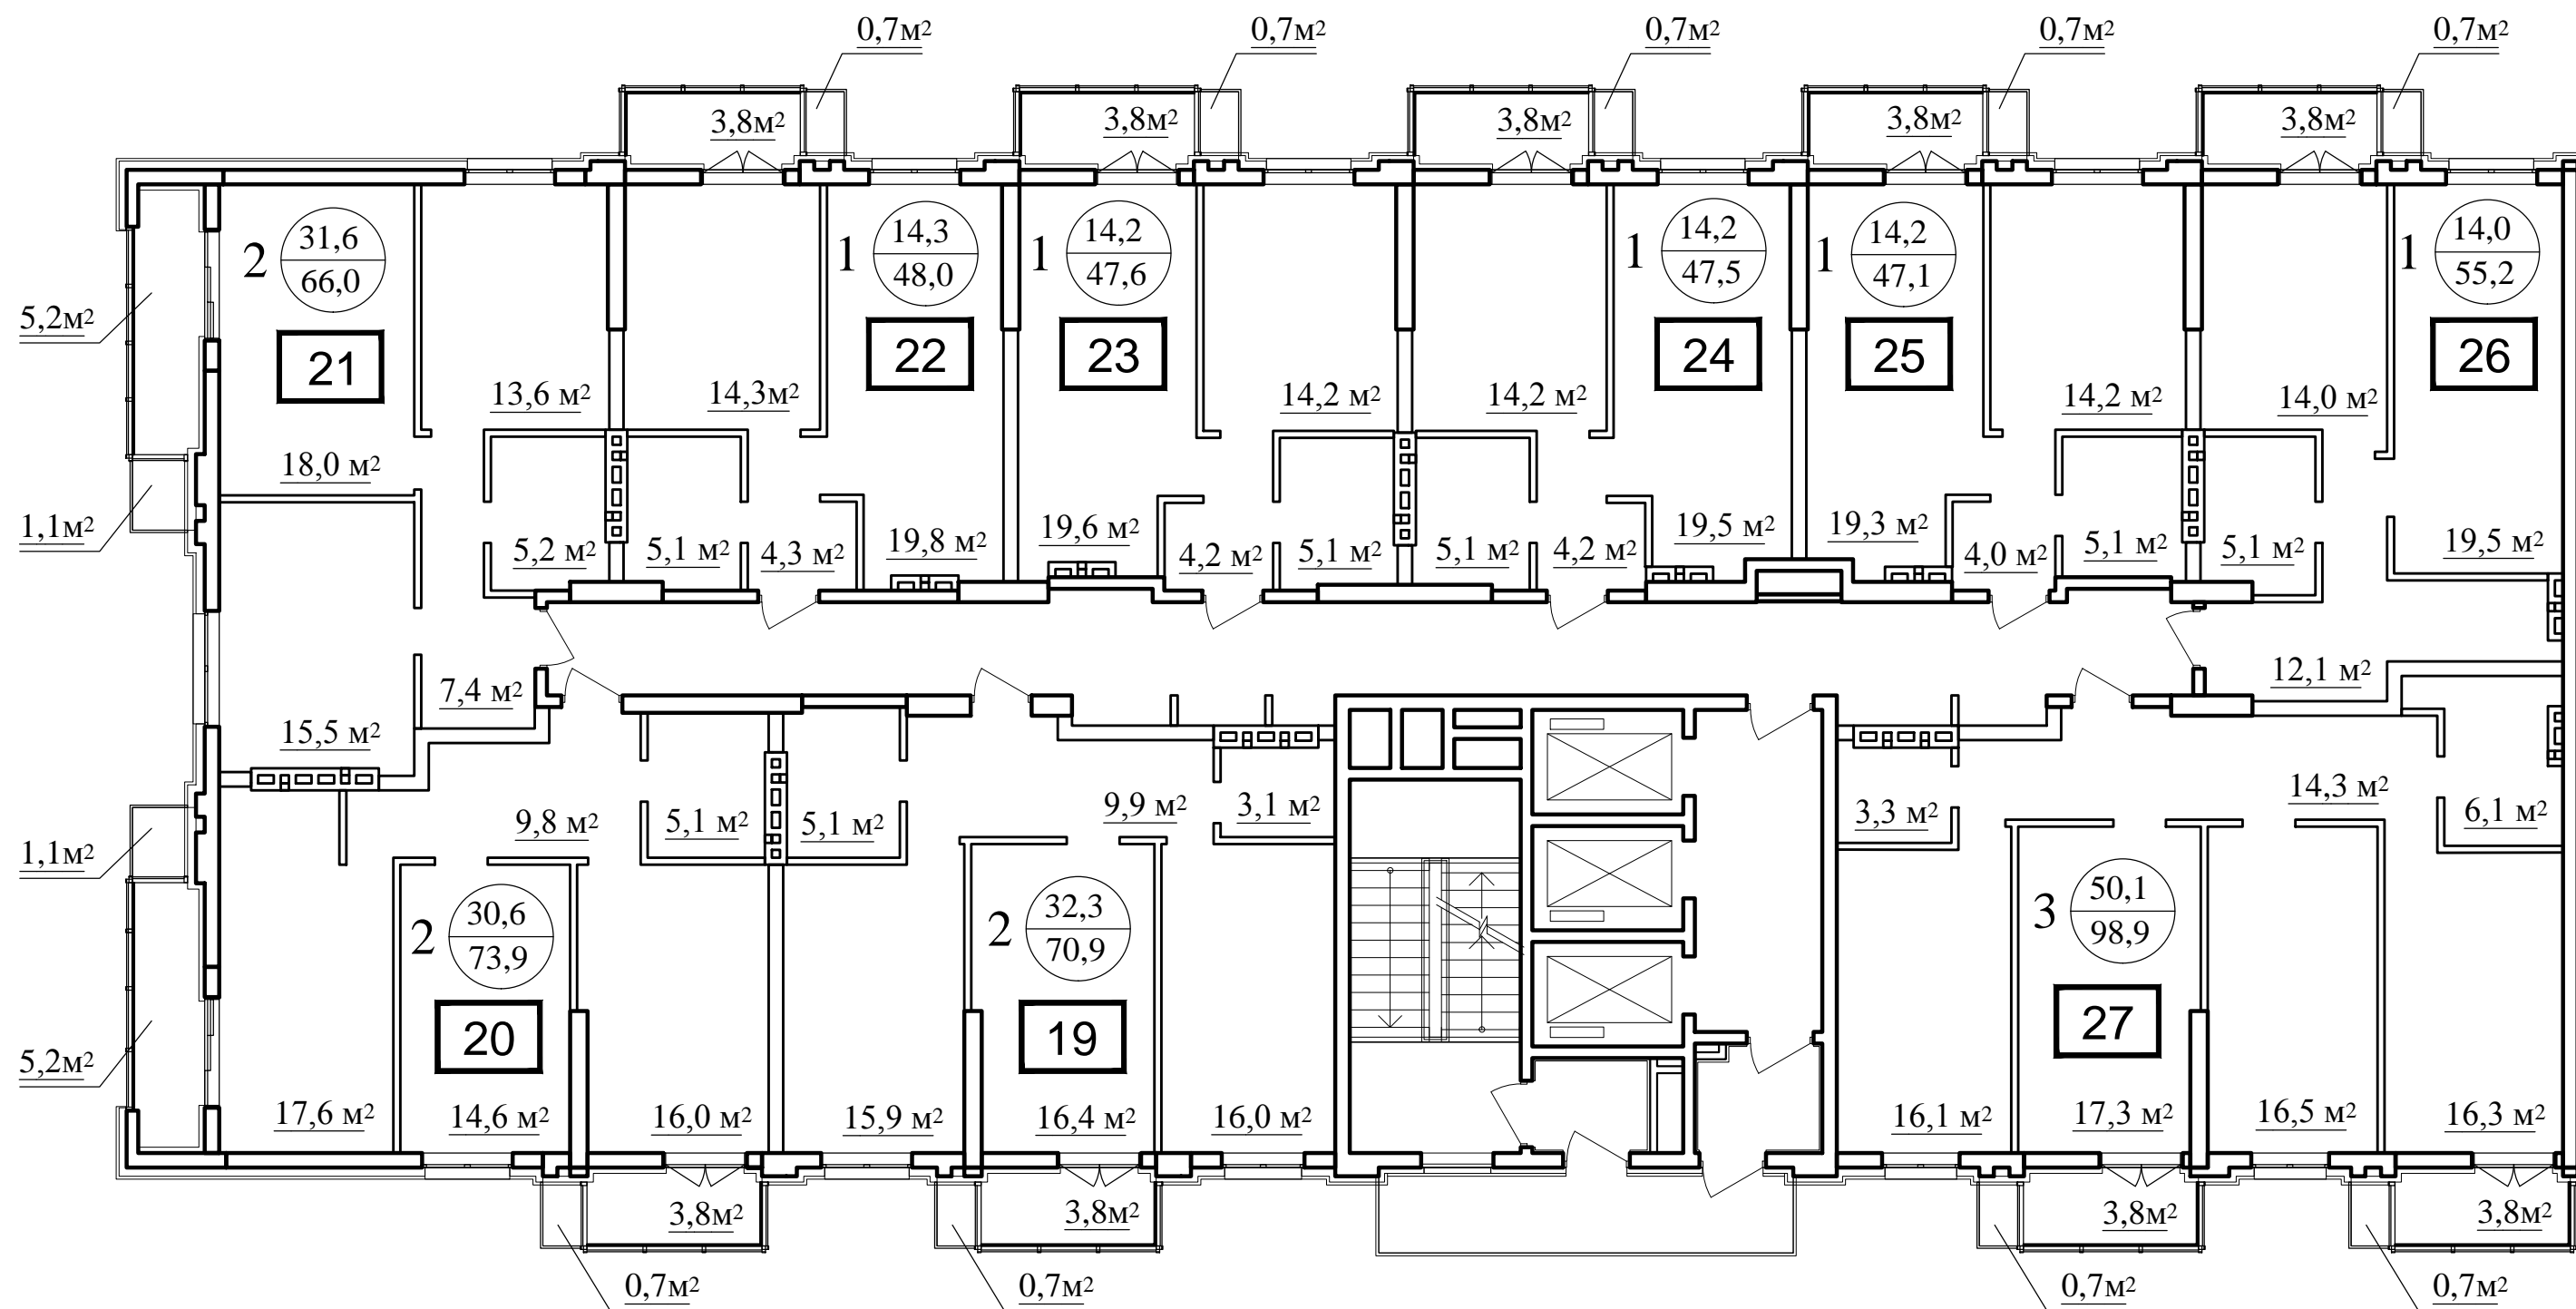 0,7м² 0,7м² 0,7м² 0,7м² 0,7м²
3,8м² 3,8м² 3,8м² 3,8м² 3,8м²
2 31,6 66,0
1 14,3 48,0
1 14,2 47,6
1 14,2 47,5
1 14,2 47,1
1 14,0 55,2
5,2м²
21 22 23 24 25 26
13,6 м² 14,3м² 14,2 м² 14,2 м² 14,2 м² 14,0 м²
18,0 м²
1,1м²
5,2 м² 5,1 м² 4,3 м² 19,8 м² 19,6 м² 4,2 м² 5,1 м² 5,1 м² 4,2 м² 19,5 м² 19,3 м² 4,0 м² 5,1 м² 5,1 м² 19,5 м²
7,4 м² 12,1 м²
15,5 м²
9,8 м² 5,1 м² 5,1 м² 9,9 м² 3,1 м² 3,3 м² 14,3 м² 6,1 м²
1,1м²
2 30,6 73,9
2 32,3 70,9
3 50,1 98,9
20 19 27
5,2м²
17,6 м² 14,6 м² 16,0 м² 15,9 м² 16,4 м² 16,0 м² 16,1 м² 17,3 м² 16,5 м² 16,3 м²
3,8м² 3,8м² 3,8м² 3,8м²
0,7м² 0,7м² 0,7м² 0,7м²